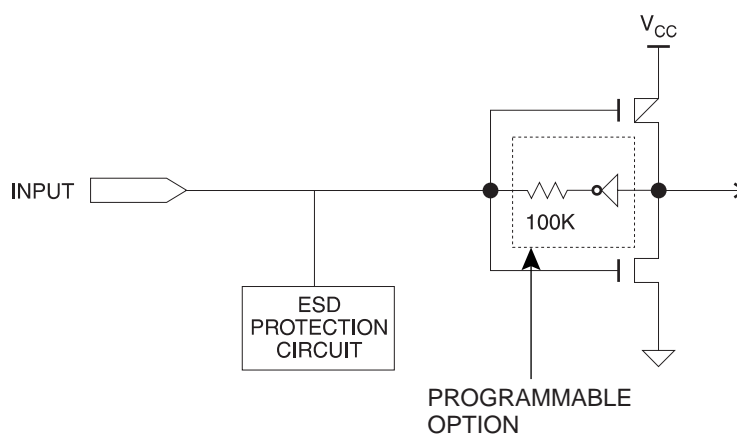 V_CC
INPUT
100K
ESD
PROTECTION
CIRCUIT
PROGRAMMABLE
OPTION